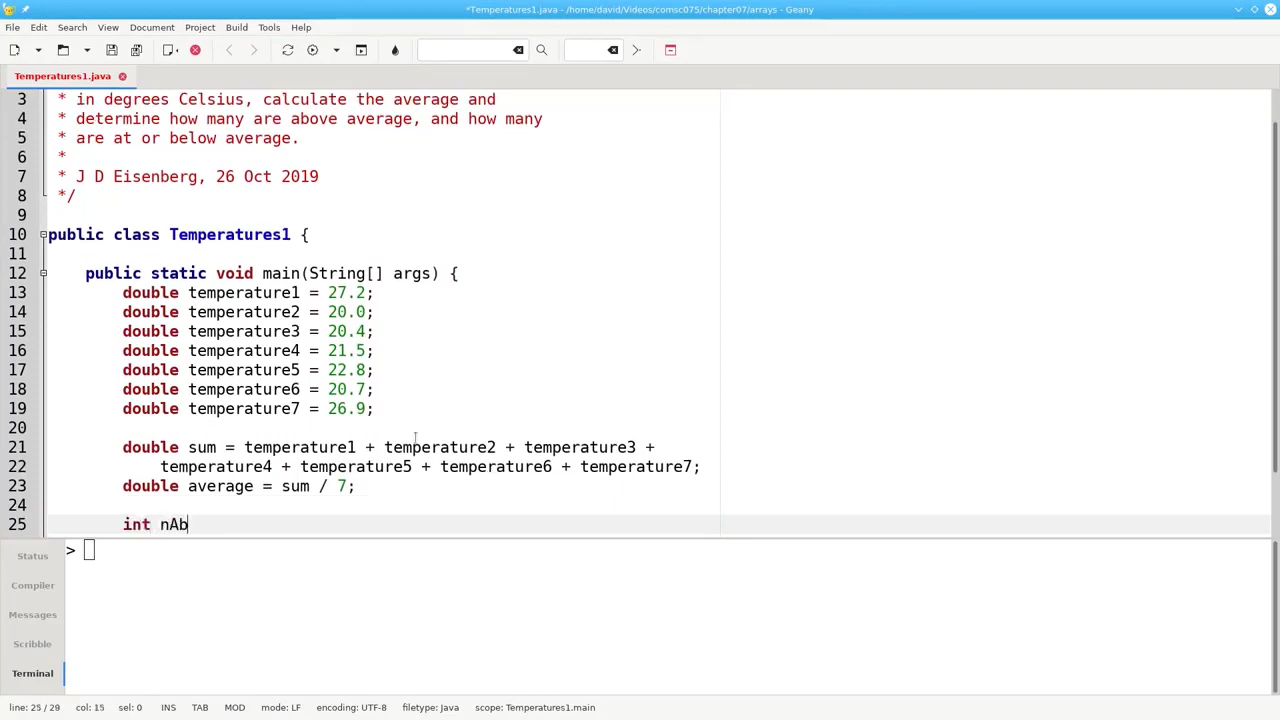 *Temperatures1.java - /home/david/Videos/comsc075/chapter07/arrays - Geany
File Edit Search View Document Project Build Tools Help
Temperatures1.java
3 * in degrees Celsius, calculate the average and
4 * determine how many are above average, and how many
5 * are at or below average.
6 *
7 * J D Eisenberg, 26 Oct 2019
8 */
9
10 public class Temperatures1 {
11
12 public static void main(String[] args) {
13 double temperature1 = 27.2;
14 double temperature2 = 20.0;
15 double temperature3 = 20.4;
16 double temperature4 = 21.5;
17 double temperature5 = 22.8;
18 double temperature6 = 20.7;
19 double temperature7 = 26.9;
20
21 double sum = temperature1 + temperature2 + temperature3 +
22 temperature4 + temperature5 + temperature6 + temperature7;
23 double average = sum / 7;
24
25 int nAb
>
Status
Compiler
Messages
Scribble
Terminal
line: 25 / 29 col: 15 sel: 0 INS TAB MOD mode: LF encoding: UTF-8 filetype: Java scope: Temperatures1.main